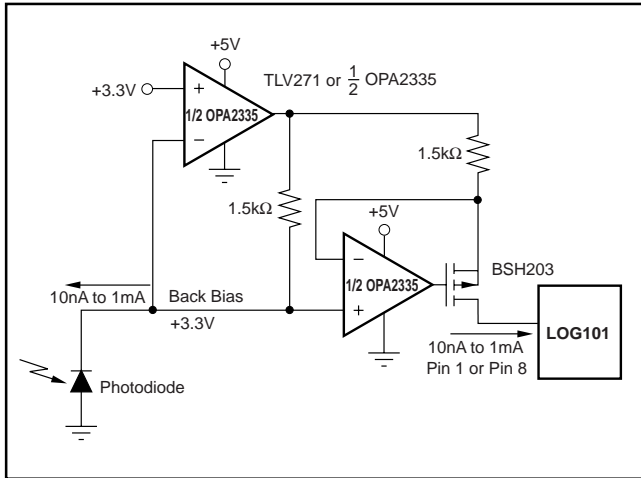 +5V
TLV271 or 1/2 OPA2335
+3.3V
+
1/2 OPA2335
−
1.5kΩ
1.5kΩ
+5V
−
1/2 OPA2335
+
BSH203
10nA to 1mA
Back Bias
+3.3V
10nA to 1mA
Pin 1 or Pin 8
LOG101
Photodiode